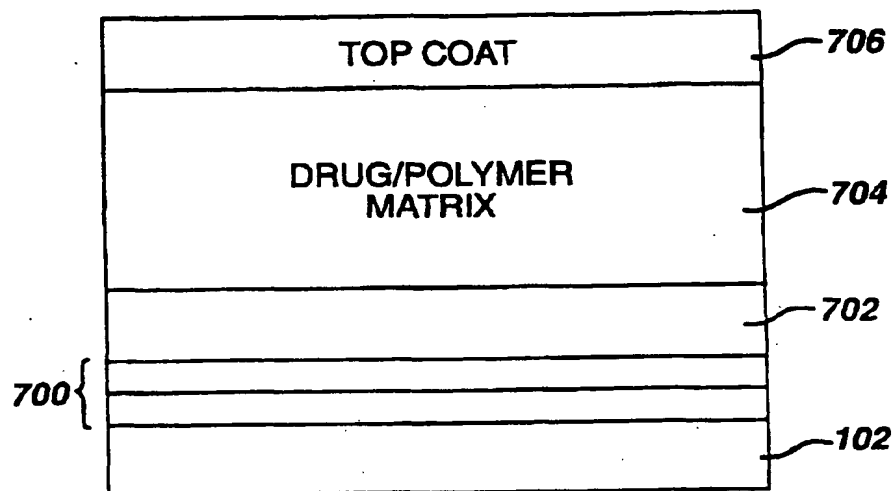 TOP COAT
706
DRUG/POLYMER
MATRIX
704
702
700
102